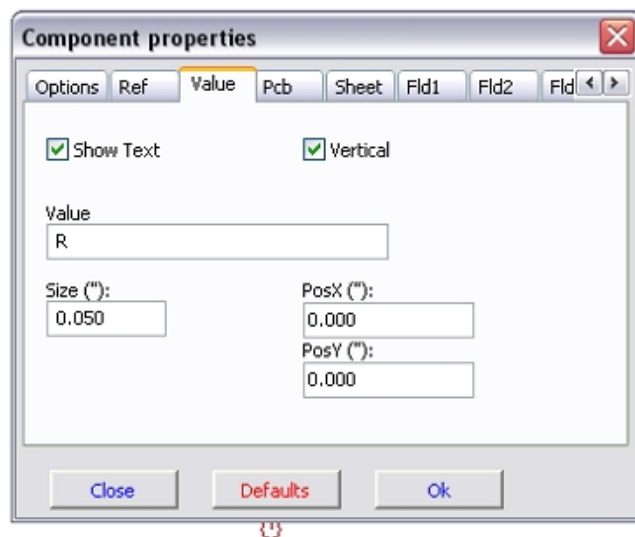 Component properties
Options Ref Value Pcb Sheet Fld1 Fld2 Fld
Show Text Vertical
Value
R
Size ("): PosX ("):
0.050 0.000
PosY ("):
0.000
Close Defaults Ok